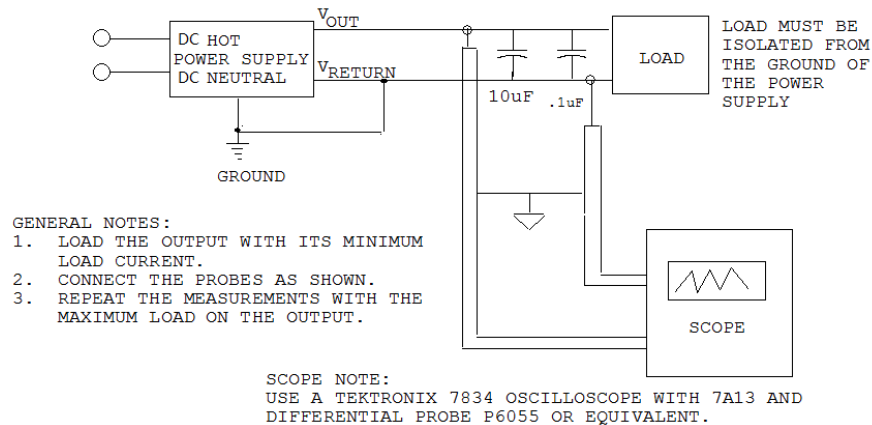 V OUT
DC HOT
POWER SUPPLY
DC NEUTRAL
V RETURN
10uF
.1uF
LOAD
LOAD MUST BE
ISOLATED FROM
THE GROUND OF
THE POWER
SUPPLY
GROUND
GENERAL NOTES:
1. LOAD THE OUTPUT WITH ITS MINIMUM
LOAD CURRENT.
2. CONNECT THE PROBES AS SHOWN.
3. REPEAT THE MEASUREMENTS WITH THE
MAXIMUM LOAD ON THE OUTPUT.
SCOPE
SCOPE NOTE:
USE A TEKTRONIX 7834 OSCILLOSCOPE WITH 7A13 AND
DIFFERENTIAL PROBE P6055 OR EQUIVALENT.